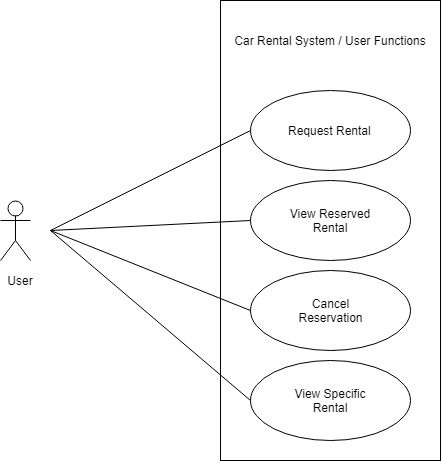 Car Rental System / User Functions
Request Rental
View Reserved
Rental
User
Cancel
Reservation
View Specific
Rental